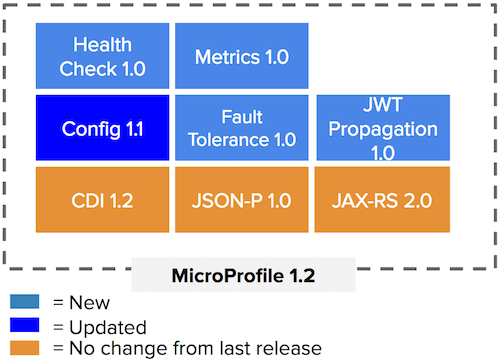 Health
Check 1.0
Metrics 1.0
Config 1.1
Fault
Tolerance 1.0
JWT
Propagation
1.0
CDI 1.2
JSON-P 1.0
JAX-RS 2.0
MicroProfile 1.2
= New
= Updated
= No change from last release